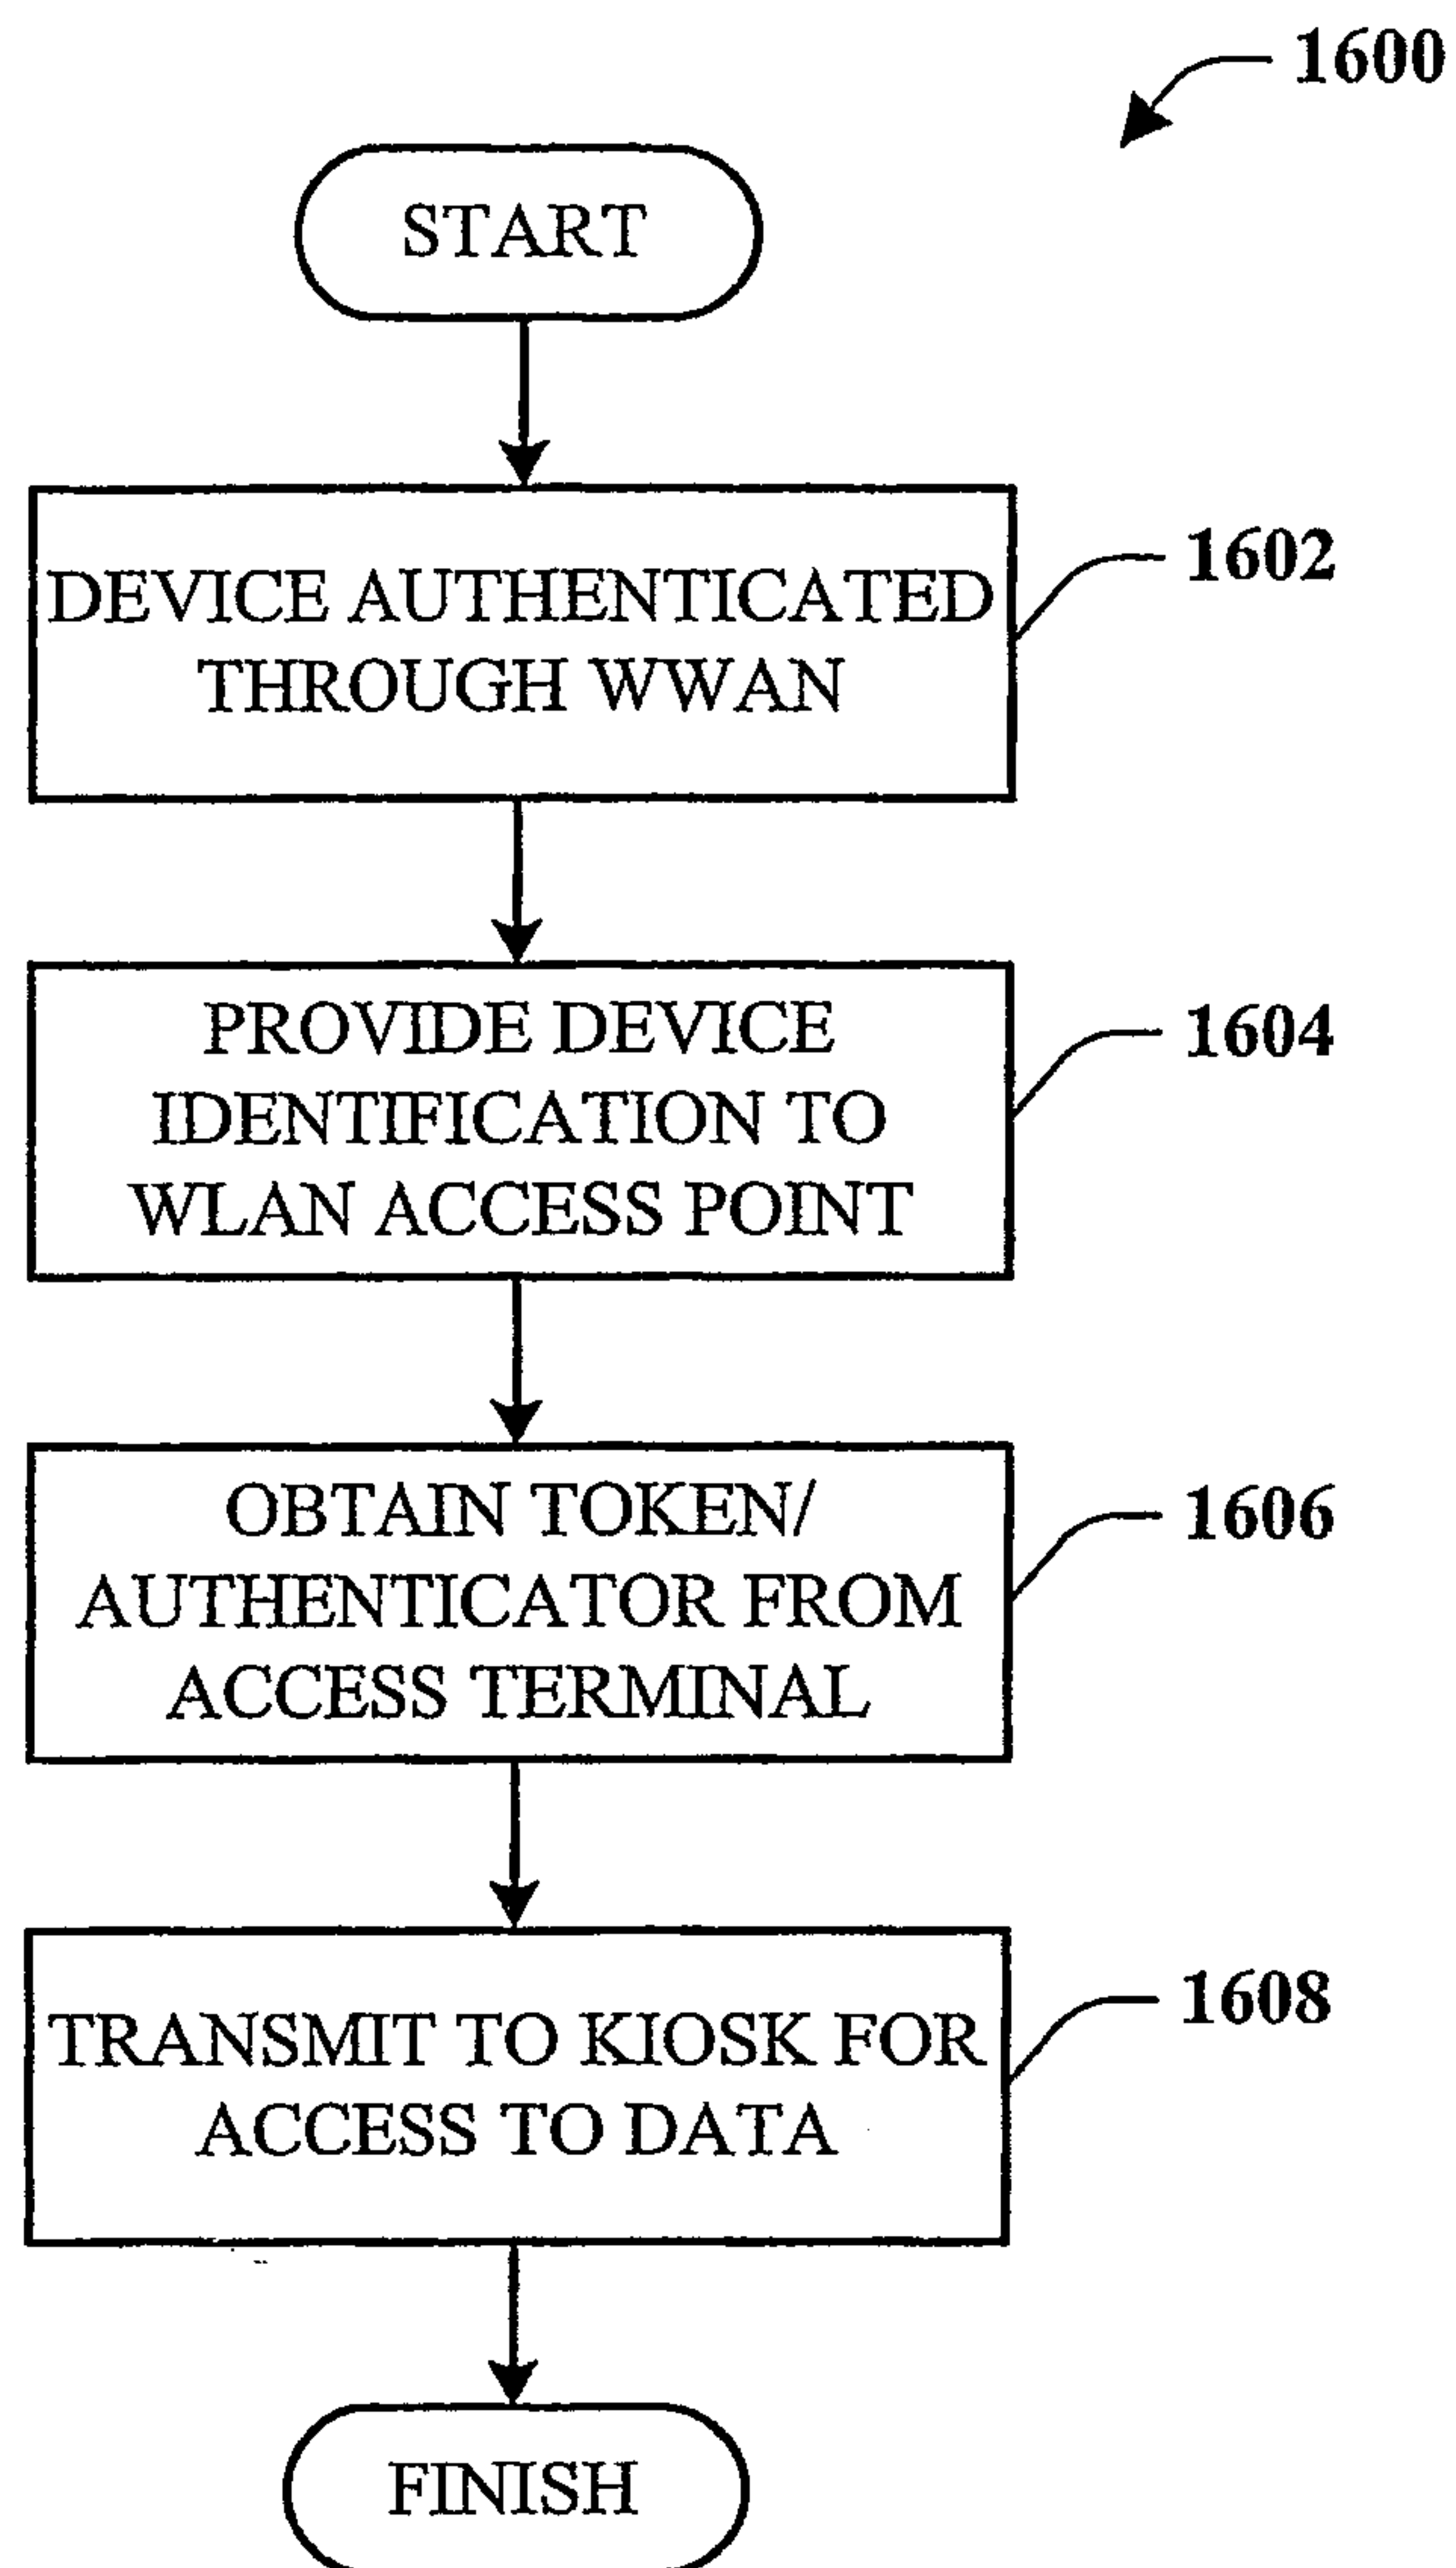 1600
START
DEVICE AUTHENTICATED
THROUGH WWAN
1602
PROVIDE DEVICE
IDENTIFICATION TO
WLAN ACCESS POINT
1604
OBTAIN TOKEN/
AUTHENTICATOR FROM
ACCESS TERMINAL
1606
TRANSMIT TO KIOSK FOR
ACCESS TO DATA
1608
FINISH